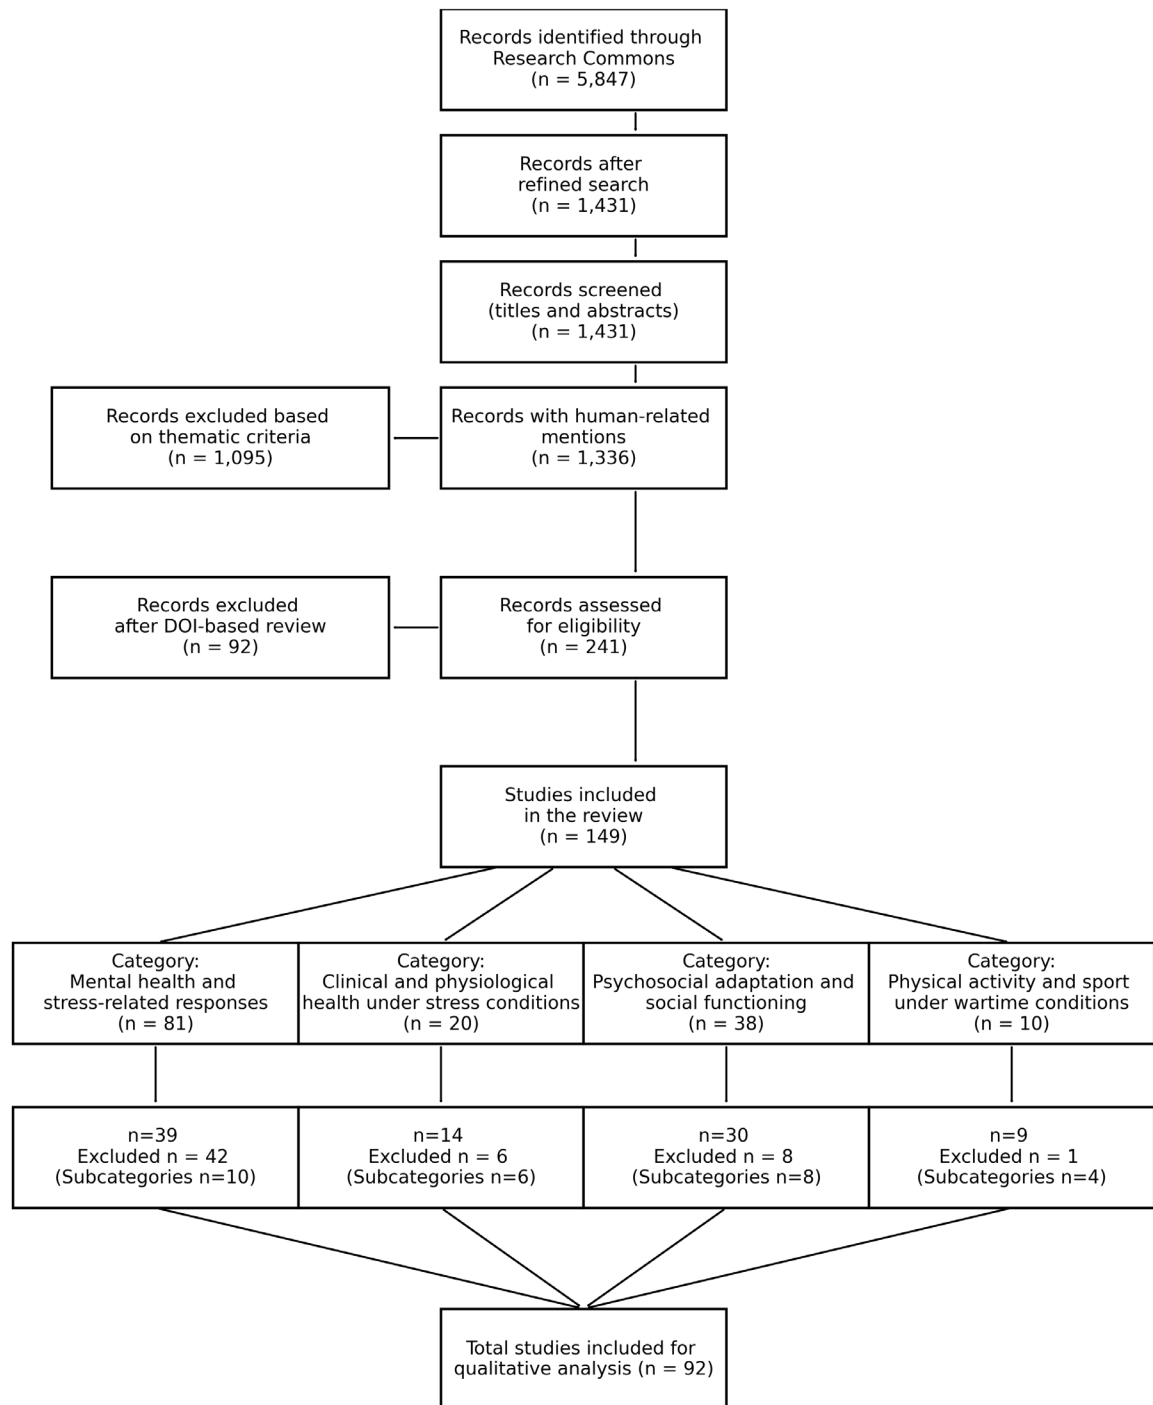 Records identified through
Research Commons
(n = 5,847)
Records after
refined search
(n = 1,431)
Records screened
(titles and abstracts)
(n = 1,431)
Records excluded based
on thematic criteria
(n = 1,095)
Records with human-related
mentions
(n = 1,336)
Records excluded
after DOI-based review
(n = 92)
Records assessed
for eligibility
(n = 241)
Studies included
in the review
(n = 149)
Category:
Mental health and
stress-related responses
(n = 81)
Category:
Clinical and physiological
health under stress conditions
(n = 20)
Category:
Psychosocial adaptation and
social functioning
(n = 38)
Category:
Physical activity and sport
under wartime conditions
(n = 10)
n=39
Excluded n = 42
(Subcategories n=10)
n=14
Excluded n = 6
(Subcategories n=6)
n=30
Excluded n = 8
(Subcategories n=8)
n=9
Excluded n = 1
(Subcategories n=4)
Total studies included for
qualitative analysis (n = 92)